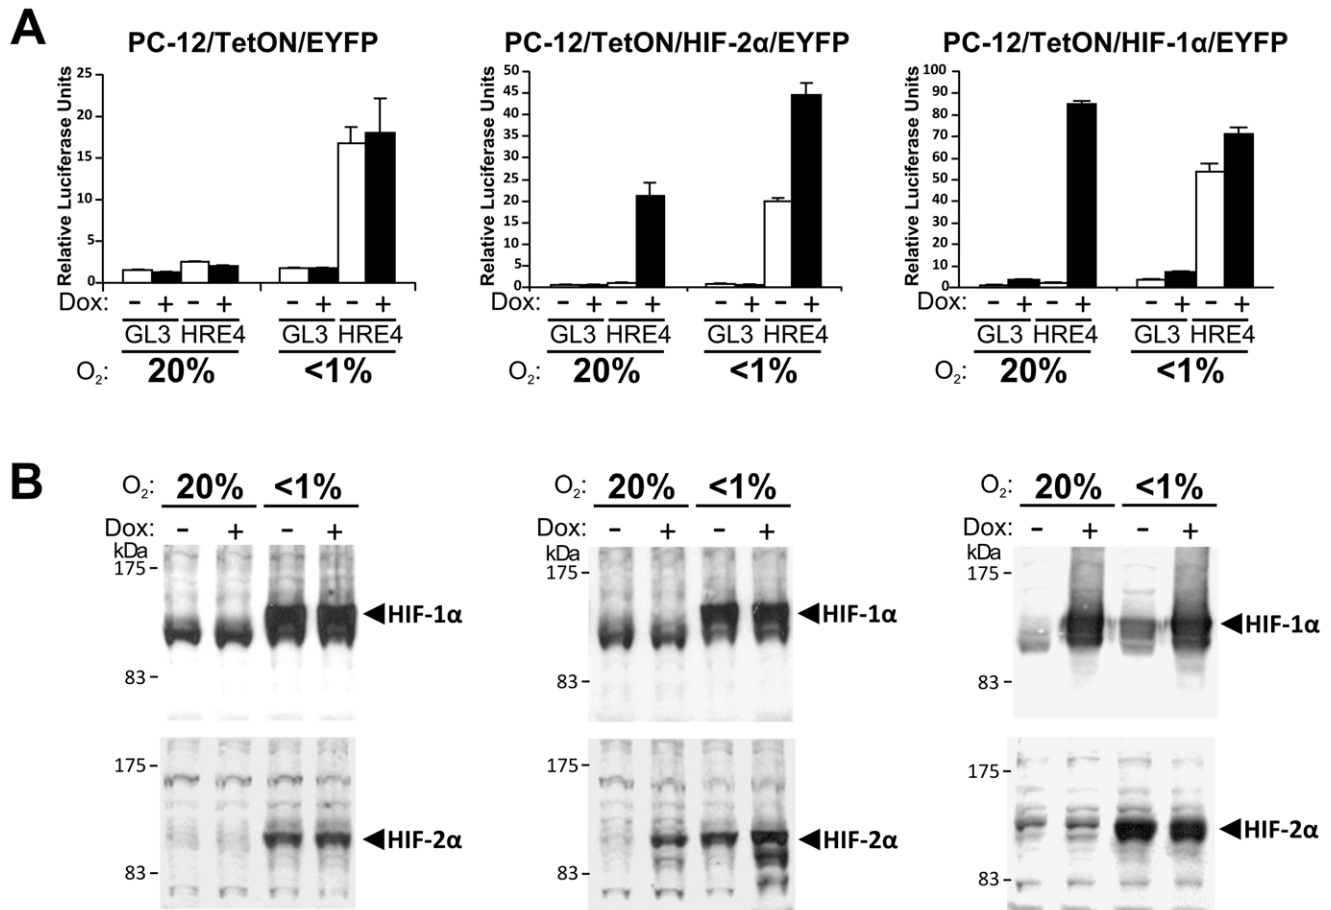 A
PC-12/TetON/EYFP
Relative Luciferase Units
25
20
15
10
5
0
Dox: - + - + - + - +
GL3 HRE4 GL3 HRE4
O₂: 20% <1%
PC-12/TetON/HIF-2α/EYFP
Relative Luciferase Units
50
45
40
35
30
25
20
15
10
5
0
Dox: - + - + - + - +
GL3 HRE4 GL3 HRE4
O₂: 20% <1%
PC-12/TetON/HIF-1α/EYFP
Relative Luciferase Units
100
90
80
70
60
50
40
30
20
10
0
Dox: - + - + - + - +
GL3 HRE4 GL3 HRE4
O₂: 20% <1%
B
O₂: 20% <1%
Dox: - + - +
kDa
175
HIF-1α
83
175
HIF-2α
83
O₂: 20% <1%
Dox: - + - +
kDa
175
HIF-1α
83
175
HIF-2α
83
O₂: 20% <1%
Dox: - + - +
kDa
175
HIF-1α
83
175
HIF-2α
83